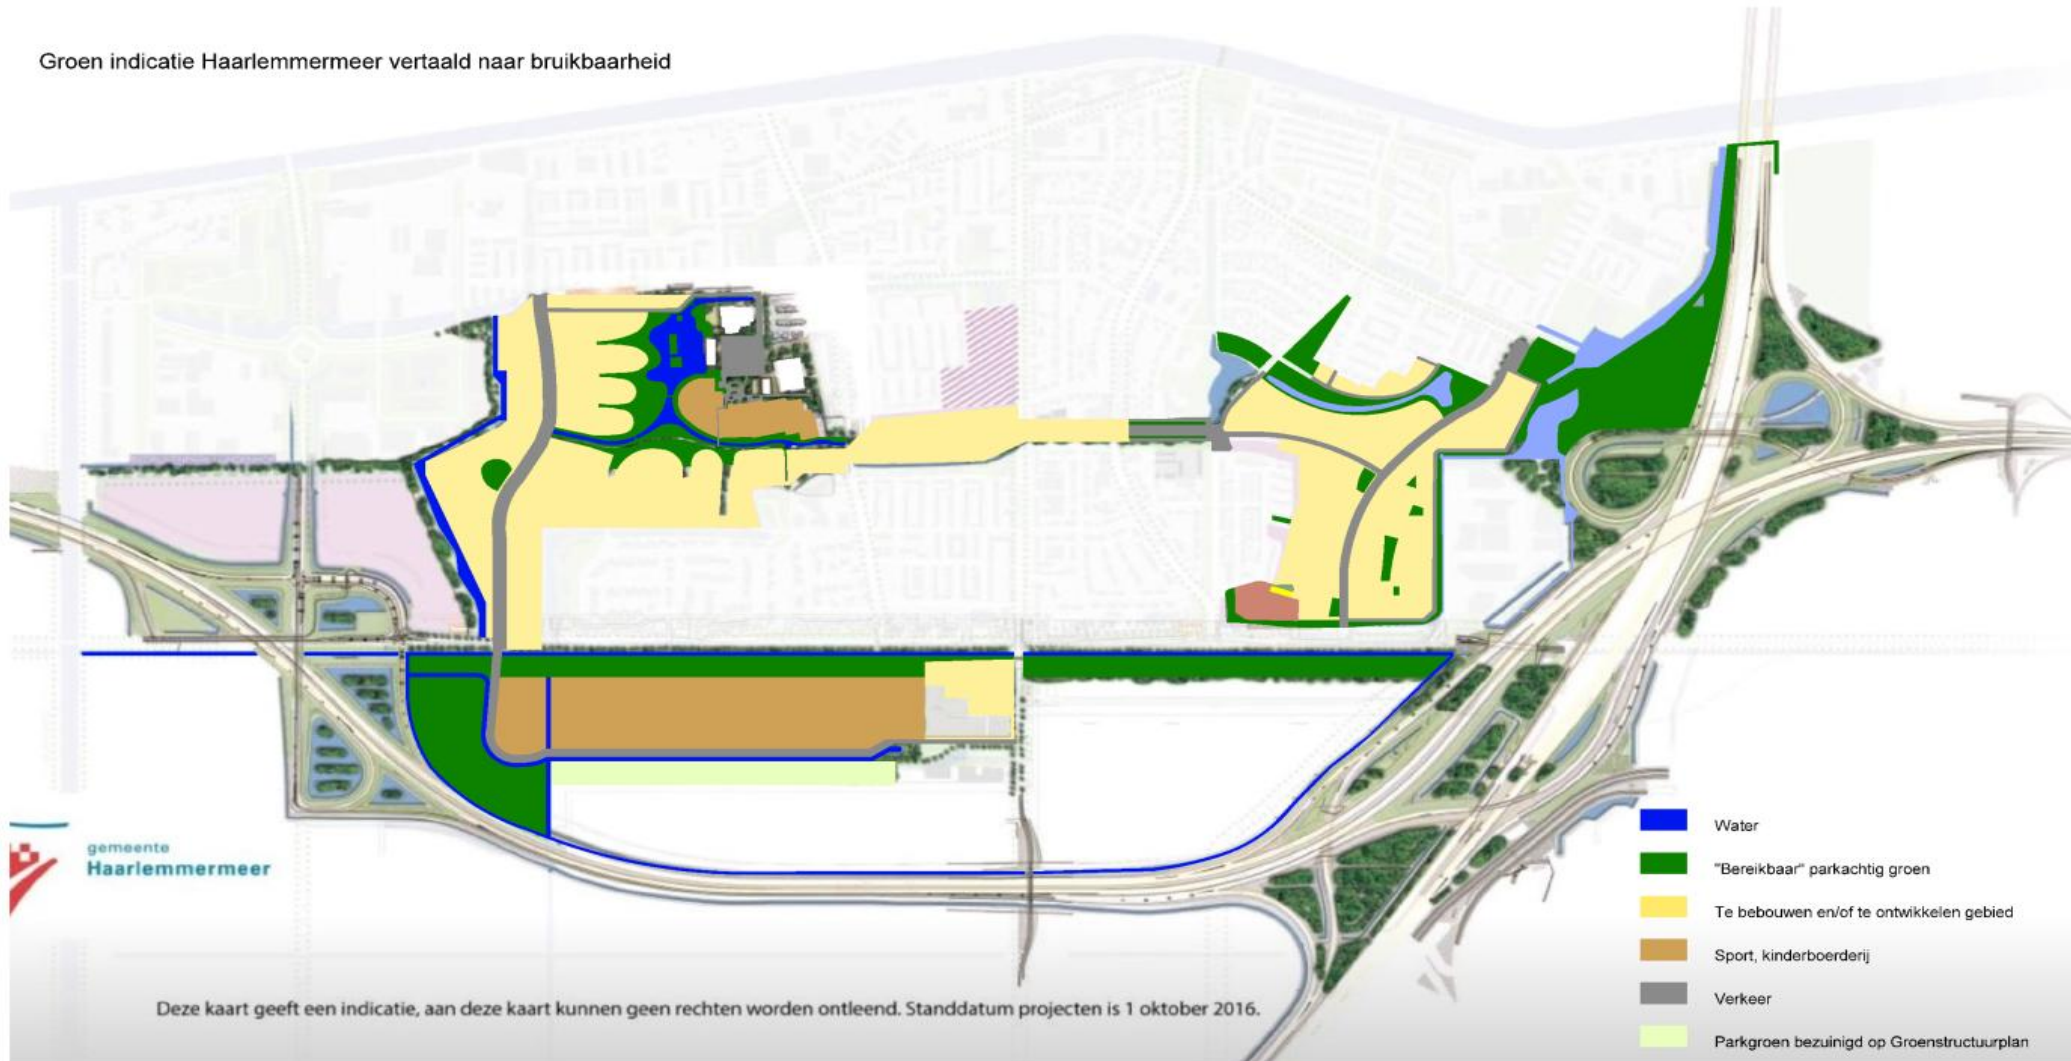 Groen indicatie Haarlemmermeer vertaald naar bruikbaarheid
gemeente
Haarlemmermeer
Water
"Bereikbaar" parkachtig groen
Te bebouwen en/of te ontwikkelen gebied
Sport, kinderboerderij
Verkeer
Parkgroen bezuinigd op Groenstructuurplan
Deze kaart geeft een indicatie, aan deze kaart kunnen geen rechten worden ontleend. Standdatum projecten is 1 oktober 2016.